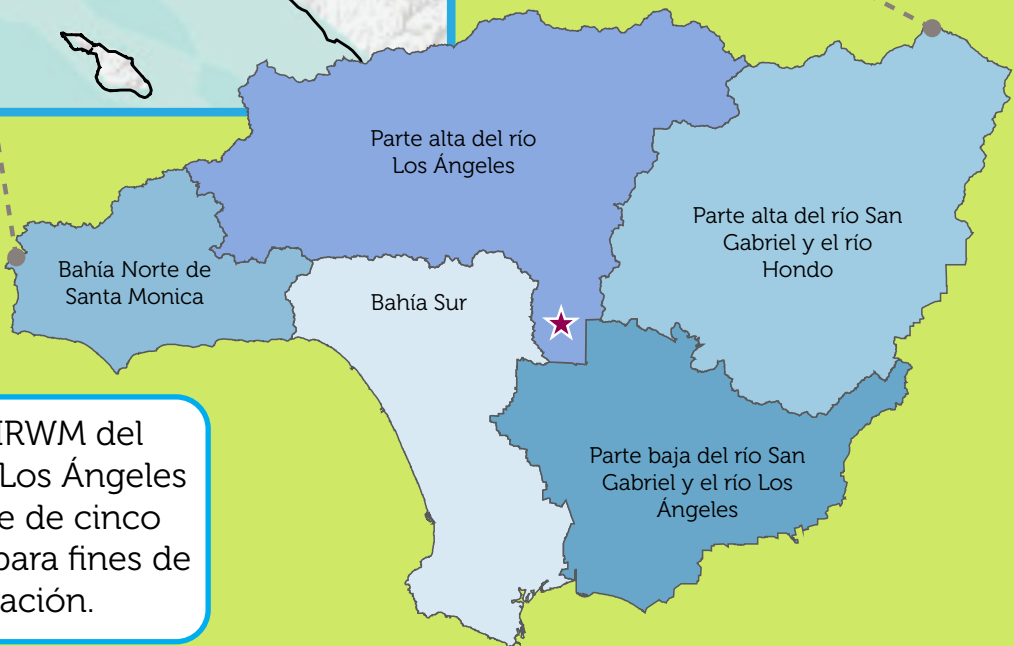 Parte alta del río
Los Ángeles
Parte alta del río San
Gabriel y el río
Hondo
Bahía Norte de
Santa Monica
Bahía Sur
Parte baja del río San
Gabriel y el río Los
Ángeles
IRWM del
Los Ángeles
e de cinco
para fines de
ación.